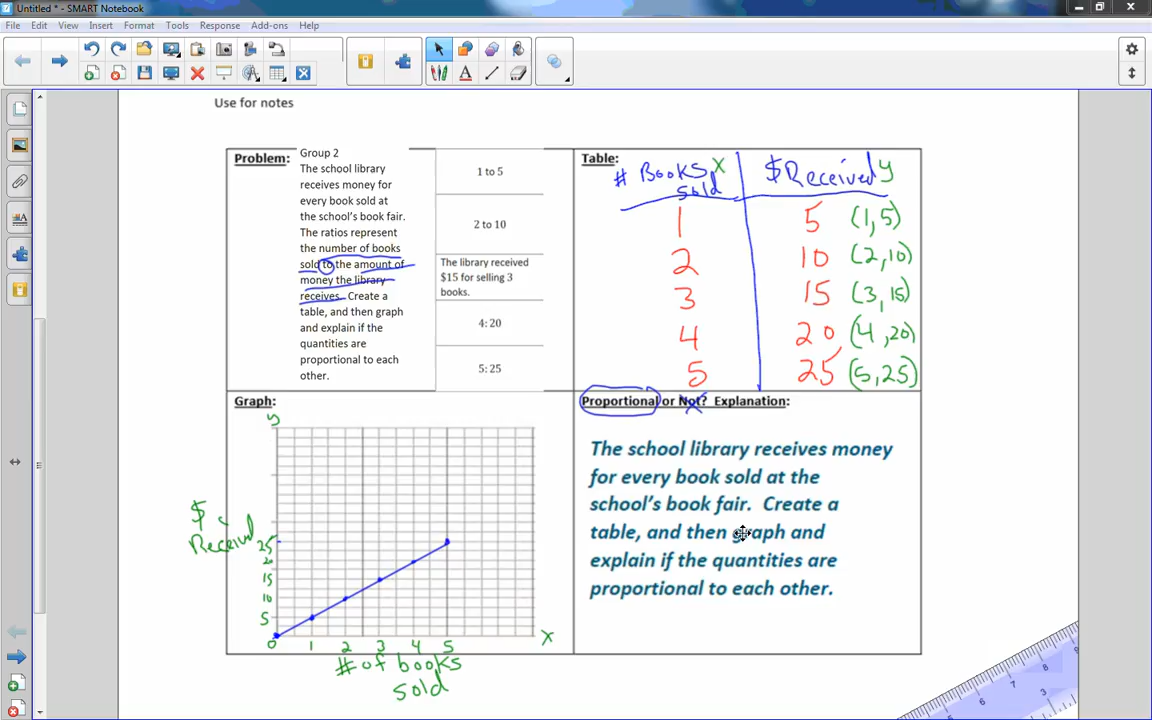 Untitled * - SMART Notebook
File Edit View Insert Format Tools Response Add-ons Help
Use for notes
Problem:
Group 2
The school library
receives money for
every book sold at
the school's book fair.
The ratios represent
the number of books
sold to the amount of
money the library
receives. Create a
table, and then graph
and explain if the
quantities are
proportional to each
other.
1 to 5
2 to 10
The library received
$15 for selling 3
books.
4: 20
5: 25
Table:
# Books sold x $Received y
1 5 (1,5)
2 10 (2,10)
3 15 (3,15)
4 20 (4,20)
5 25 (5,25)
Graph:
y
$
Received
25
20
15
10
5
0 1 2 3 4 5 x
# of books
sold
Proportional or Not? Explanation:
The school library receives money
for every book sold at the
school's book fair. Create a
table, and then graph and
explain if the quantities are
proportional to each other.
9
8
7
6
5
3